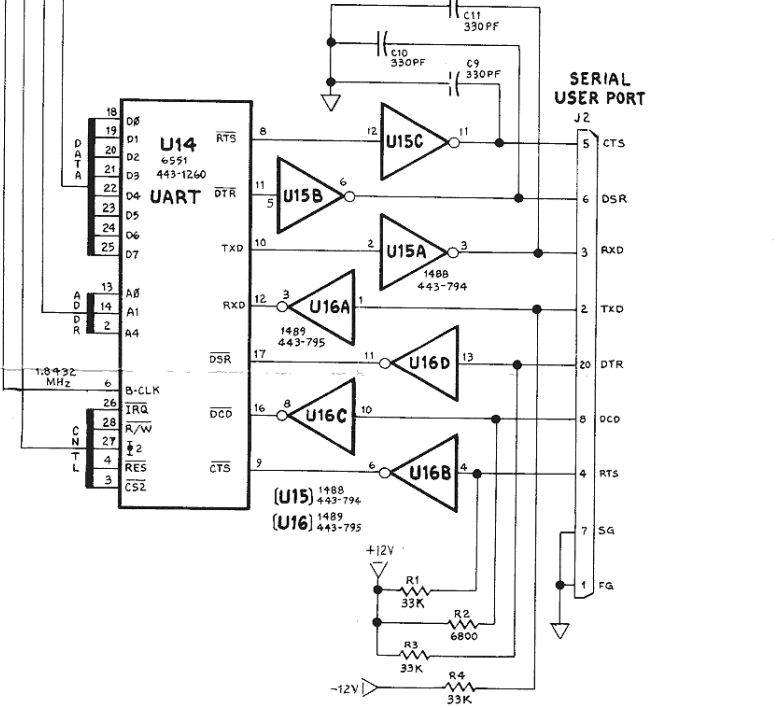 C11
330PF
C10
330PF
C9
330PF
SERIAL
USER PORT
J2
U14
6551
443-1260
UART
DATA
18 DØ
19 D1
20 D2
21 D3
22 D4
23 D5
24 D6
25 D7
ADDR
13 AØ
14 A1
2 A4
1.8432
MHz
6 B-CLK
CNTL
26 IRQ
28 R/W
27 Φ2
4 RES
3 CS2
RTS 8
DTR 11
TXD 10
RXD 12
DSR 17
DCD 16
CTS 9
12 U15C 11
5 U15B 6
2 U15A 3
1488
443-794
3 U16A 1
1489
443-795
11 U16D 13
8 U16C 10
6 U16B 4
[U15] 1488
443-794
[U16] 1489
443-795
5 CTS
6 DSR
3 RXD
2 TXD
20 DTR
8 DCD
4 RTS
7 SG
1 FG
+12V
R1
33K
R2
6800
R3
33K
-12V
R4
33K